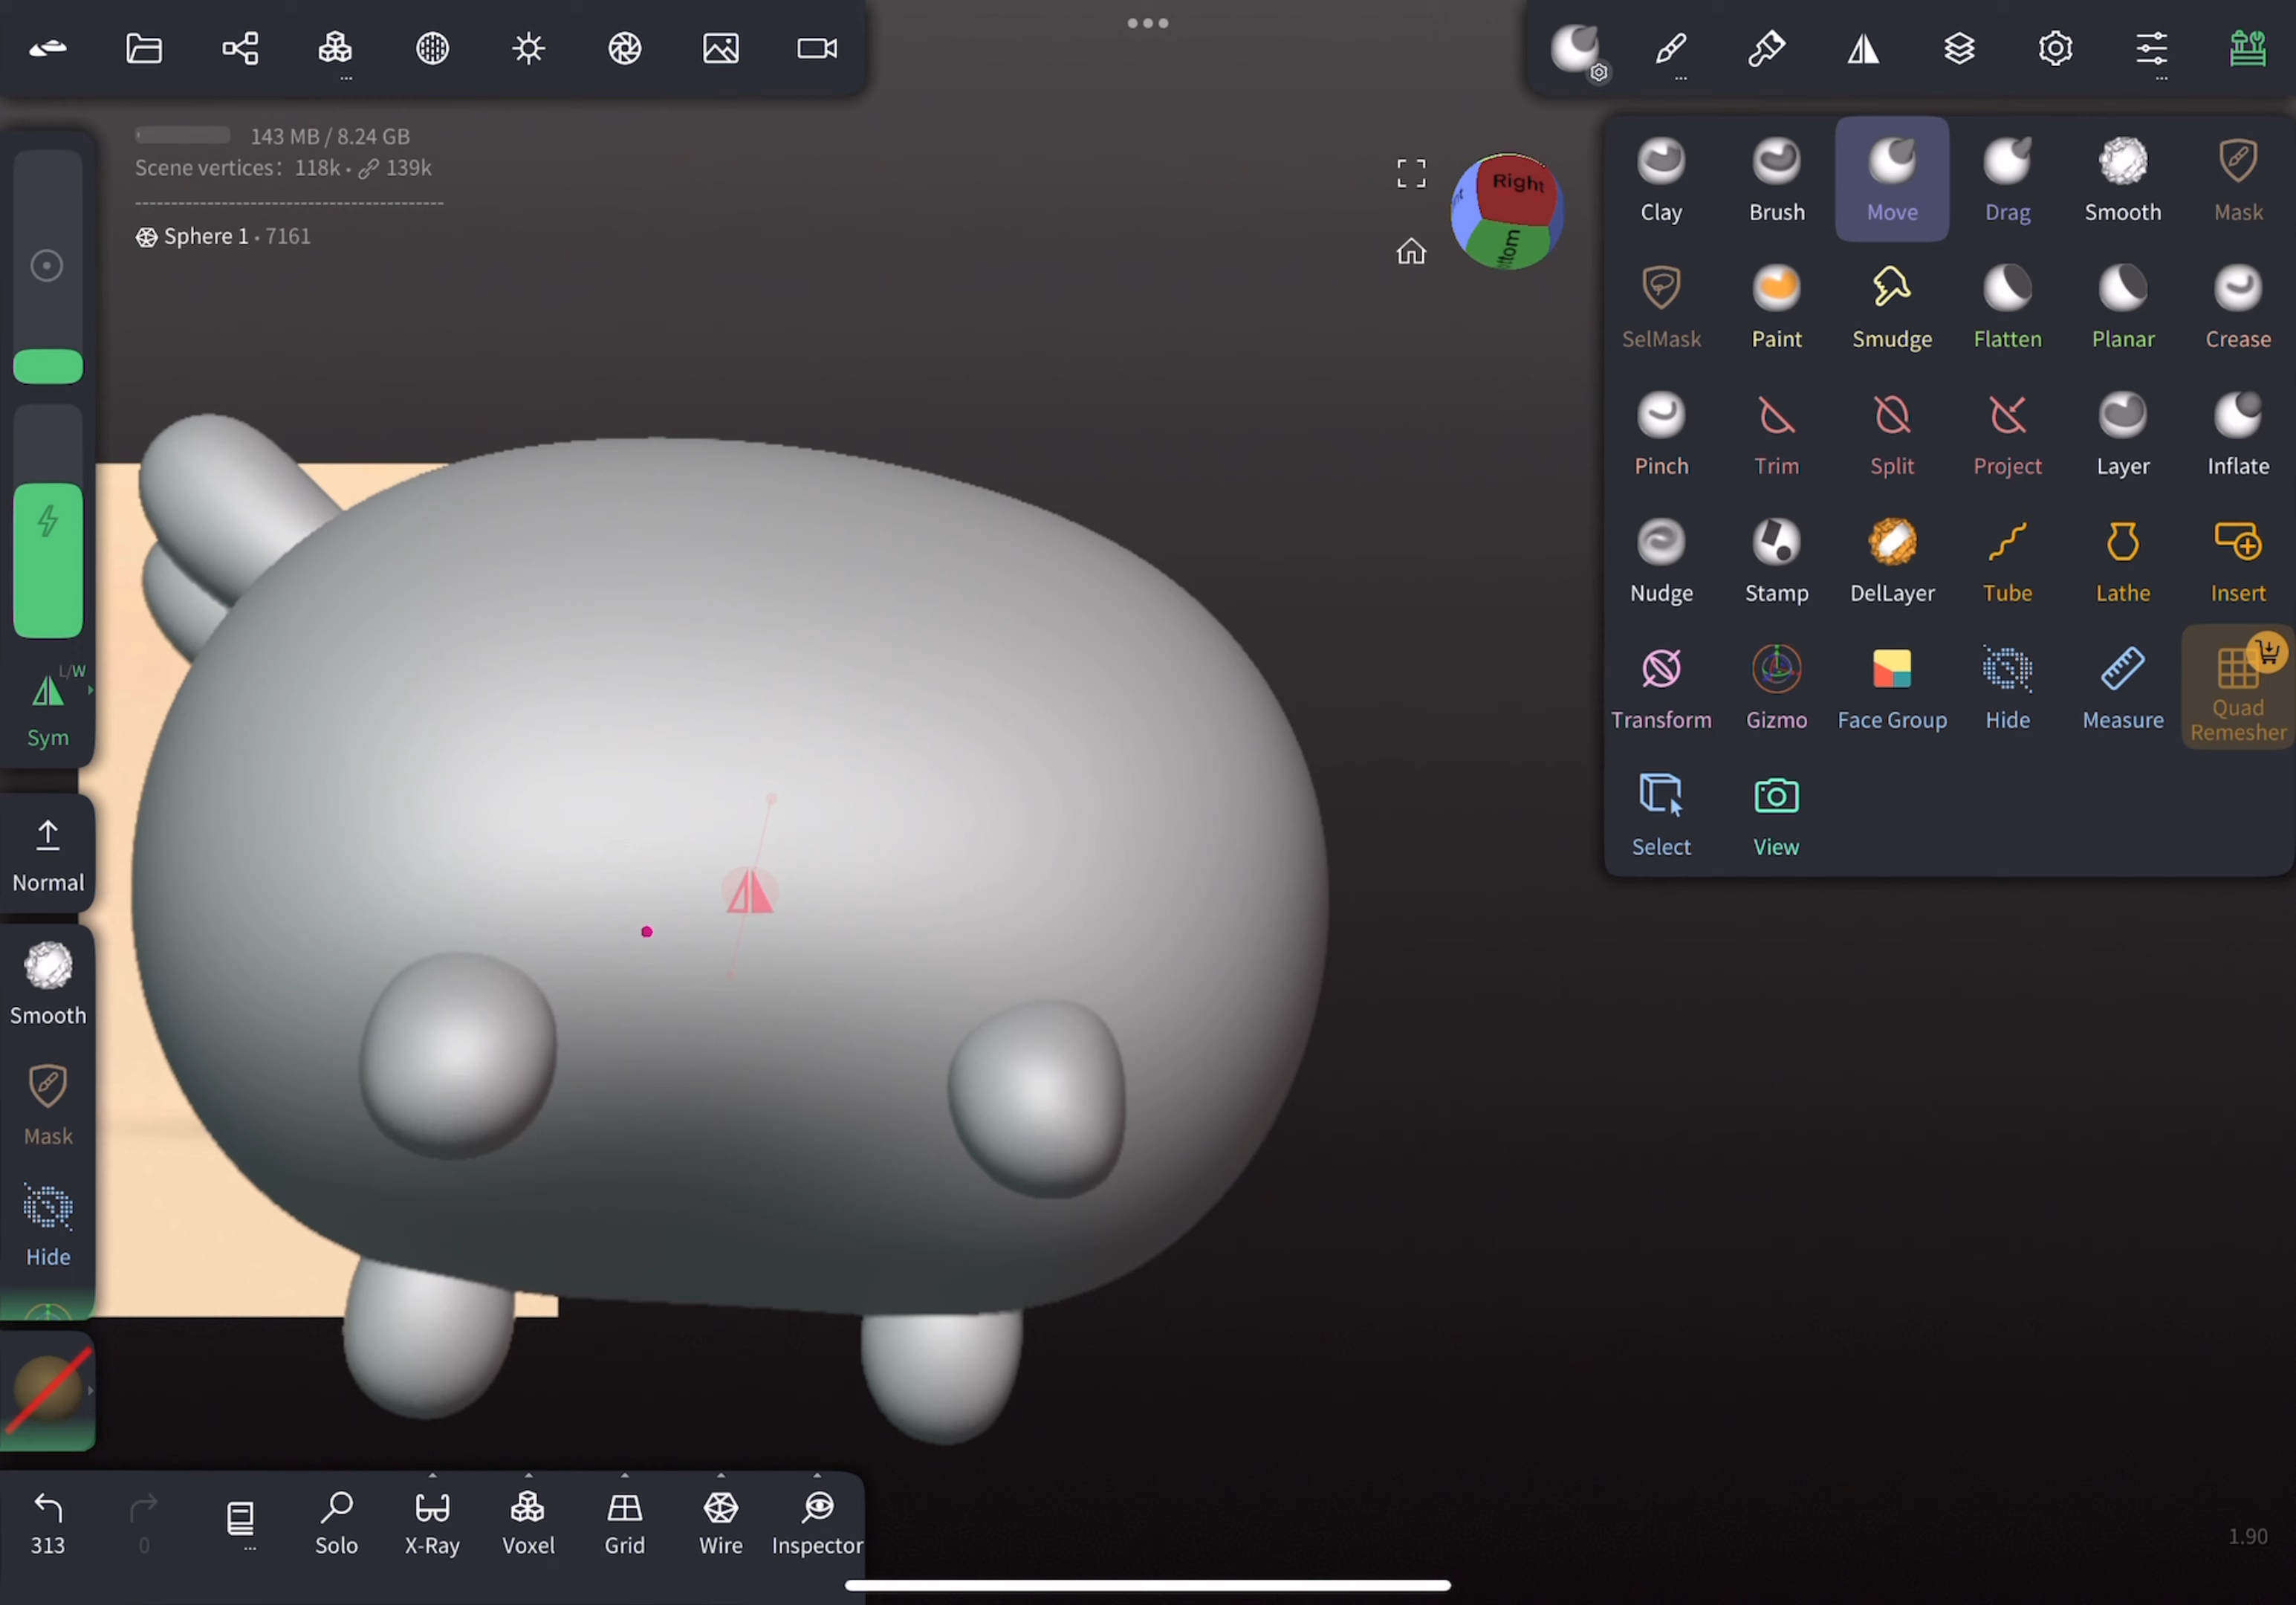 143 MB / 8.24 GB
Scene vertices: 118k • 139k
Sphere 1 • 7161
Right
ttom
Clay Brush Move Drag Smooth Mask
SelMask Paint Smudge Flatten Planar Crease
Pinch Trim Split Project Layer Inflate
Nudge Stamp DelLayer Tube Lathe Insert
Transform Gizmo Face Group Hide Measure Quad Remesher
Select View
L/W
Sym
Normal
Smooth
Mask
Hide
313 0 ... Solo X-Ray Voxel Grid Wire Inspector
1.90